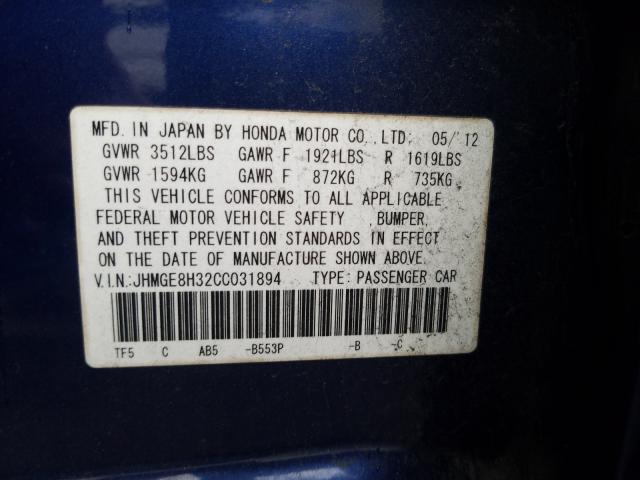 MFD. IN JAPAN BY HONDA MOTOR CO.,LTD: 05/'12
GVWR 3512LBS GAWR F 1921LBS R 1619LBS
GVWR 1594KG GAWR F 872KG R 735KG
THIS VEHICLE CONFORMS TO ALL APPLICABLE
FEDERAL MOTOR VEHICLE SAFETY ,BUMPER,
AND THEFT PREVENTION STANDARDS IN EFFECT
ON THE DATE OF MANUFACTURE SHOWN ABOVE.
V.I.N.:JHMGE8H32CC031894 TYPE: PASSENGER CAR
TF5 C AB5 -B553P -B -C